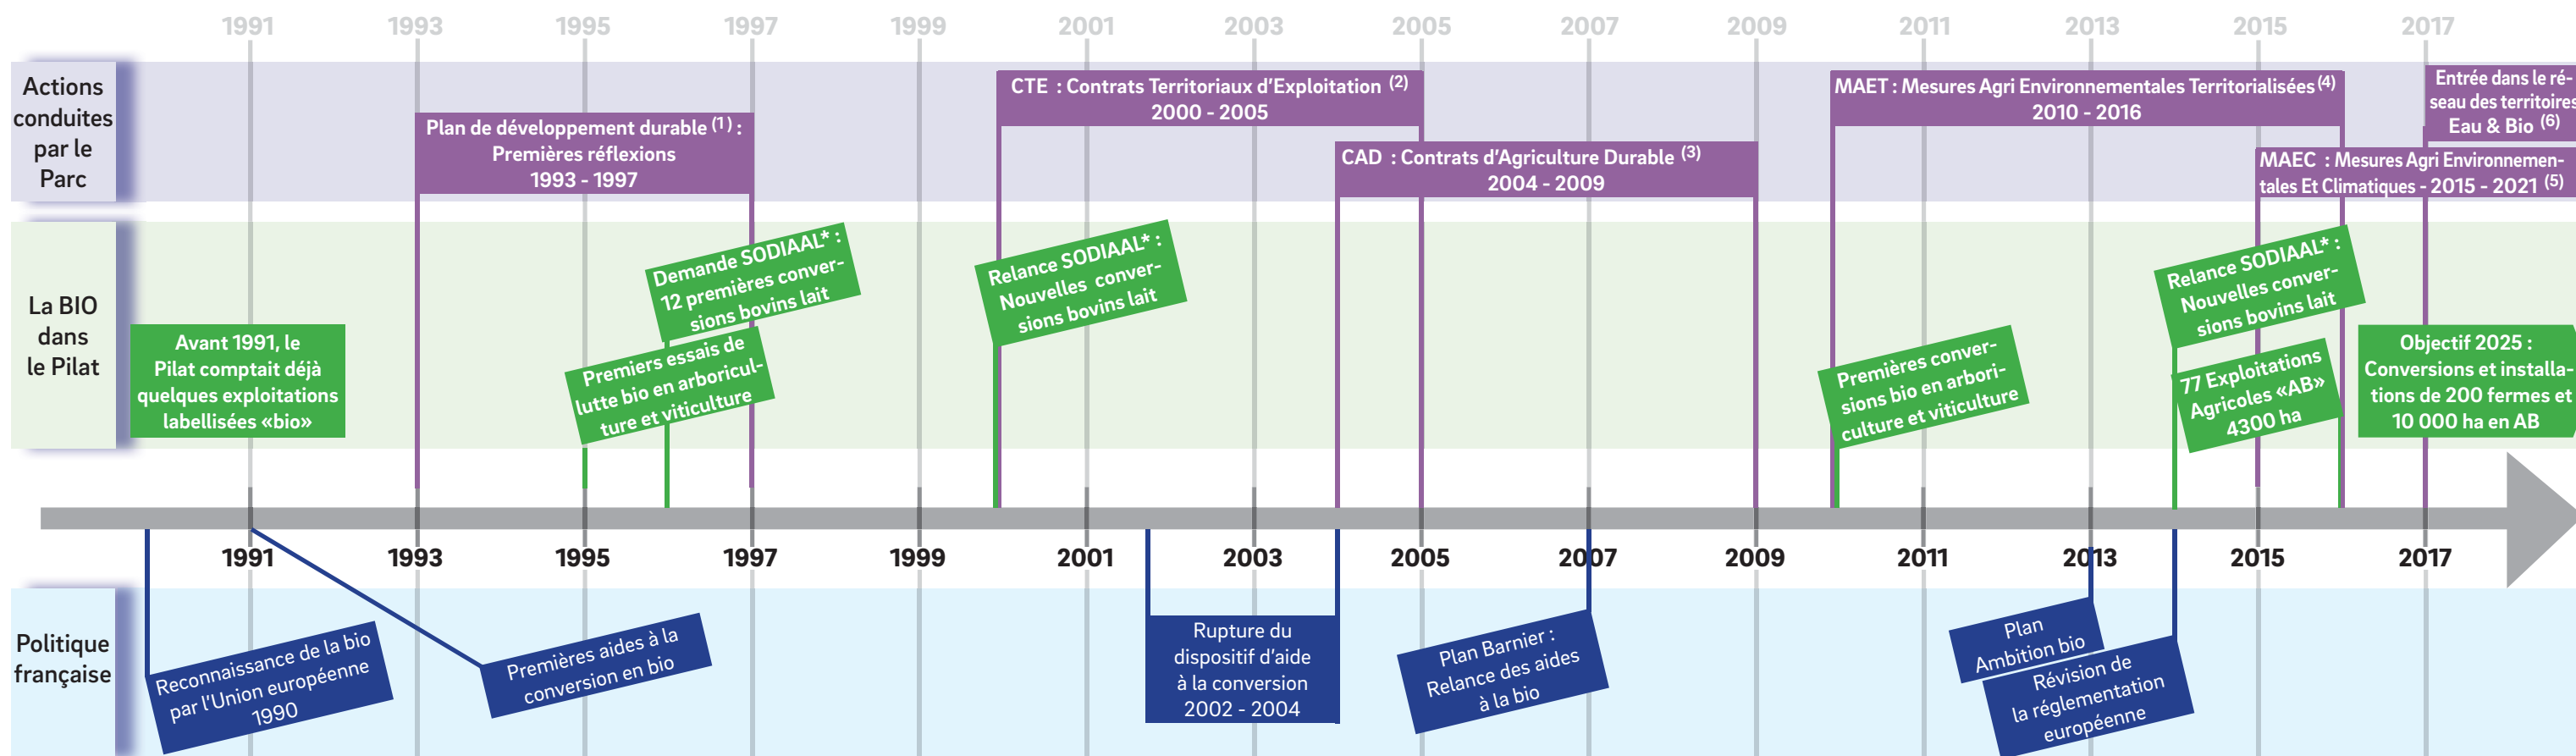 1991 1993 1995 1997 1999 2001 2003 2005 2007 2009 2011 2013 2015 2017
Actions
conduites
par le
Parc
Plan de développement durable (1) :
Premières réflexions
1993 - 1997
CTE : Contrats Territoriaux d'Exploitation (2)
2000 - 2005
CAD : Contrats d'Agriculture Durable (3)
2004 - 2009
MAET : Mesures Agri Environnementales Territorialisées (4)
2010 - 2016
Entrée dans le ré-
seau des territoires
Eau & Bio (6)
MAEC : Mesures Agri Environnemen-
tales Et Climatiques - 2015 - 2021 (5)
La BIO
dans
le Pilat
Avant 1991, le
Pilat comptait déjà
quelques exploitations
labellisées «bio»
Demande SODIAAL* :
12 premières conver-
sions bovins lait
Premiers essais de
lutte bio en arboricul-
ture et viticulture
Relance SODIAAL* :
Nouvelles conver-
sions bovins lait
Premières conver-
sions bio en arbori-
culture et viticulture
Relance SODIAAL* :
Nouvelles conver-
sions bovins lait
77 Exploitations
Agricoles «AB»
4300 ha
Objectif 2025 :
Conversions et installa-
tions de 200 fermes et
10 000 ha en AB
1991 1993 1995 1997 1999 2001 2003 2005 2007 2009 2011 2013 2015 2017
Politique
française
Reconnaissance de la bio
par l'Union européenne
1990
Premières aides à la
conversion en bio
Rupture du
dispositif d'aide
à la conversion
2002 - 2004
Plan Barnier :
Relance des aides
à la bio
Plan
Ambition bio
Révision de
la réglementation
européenne